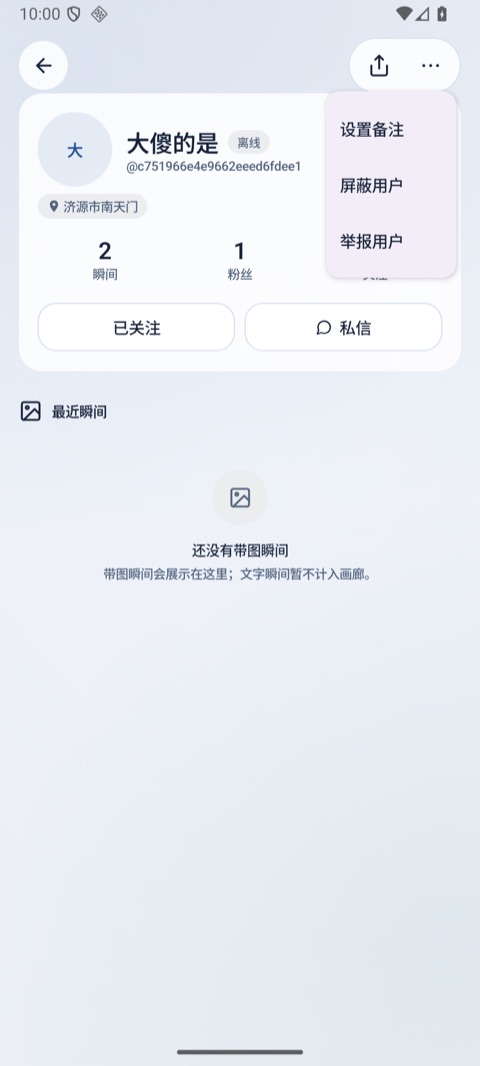 10:00
大傻的是
离线
@c751966e4e9662eeed6fdee1
济源市南天门
2
瞬间
1
粉丝
设置备注
屏蔽用户
举报用户
已关注
私信
最近瞬间
还没有带图瞬间
带图瞬间会展示在这里；文字瞬间暂不计入画廊。